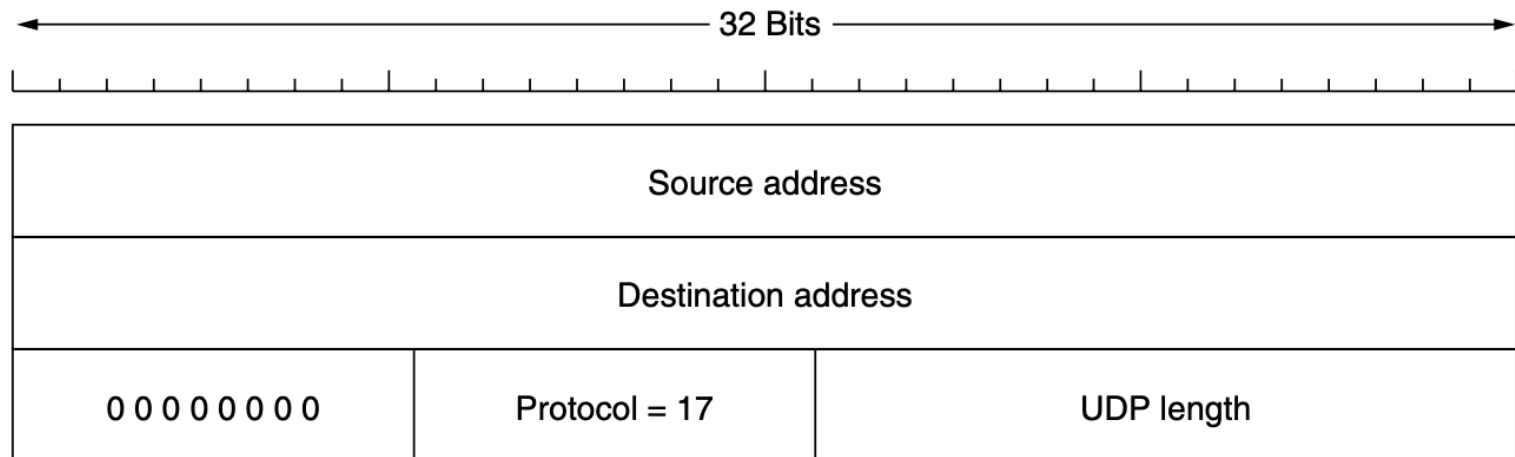 32 Bits
Source address
Destination address
0 0 0 0 0 0 0 0 Protocol = 17 UDP length